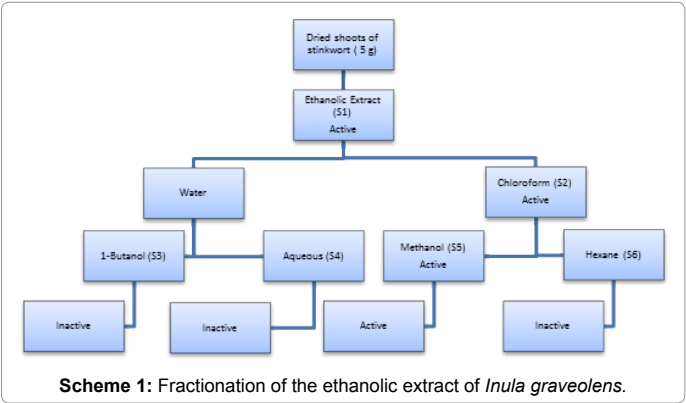 Dried shoots of
stinkwort ( 5 g)
Ethanolic Extract
(S1)
Active
Water
Chloroform (S2)
Active
1-Butanol (S3)
Aqueous (S4)
Methanol (S5)
Active
Hexane (S6)
Inactive
Inactive
Active
Inactive
Scheme 1: Fractionation of the ethanolic extract of Inula graveolens.